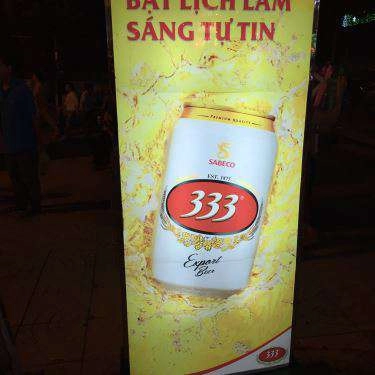 BẬT LỊCH LÃM
SÁNG TỰ TIN
PREMIUM QUALITY
SABECO
EST. 1875
333®
Export
Beer
333